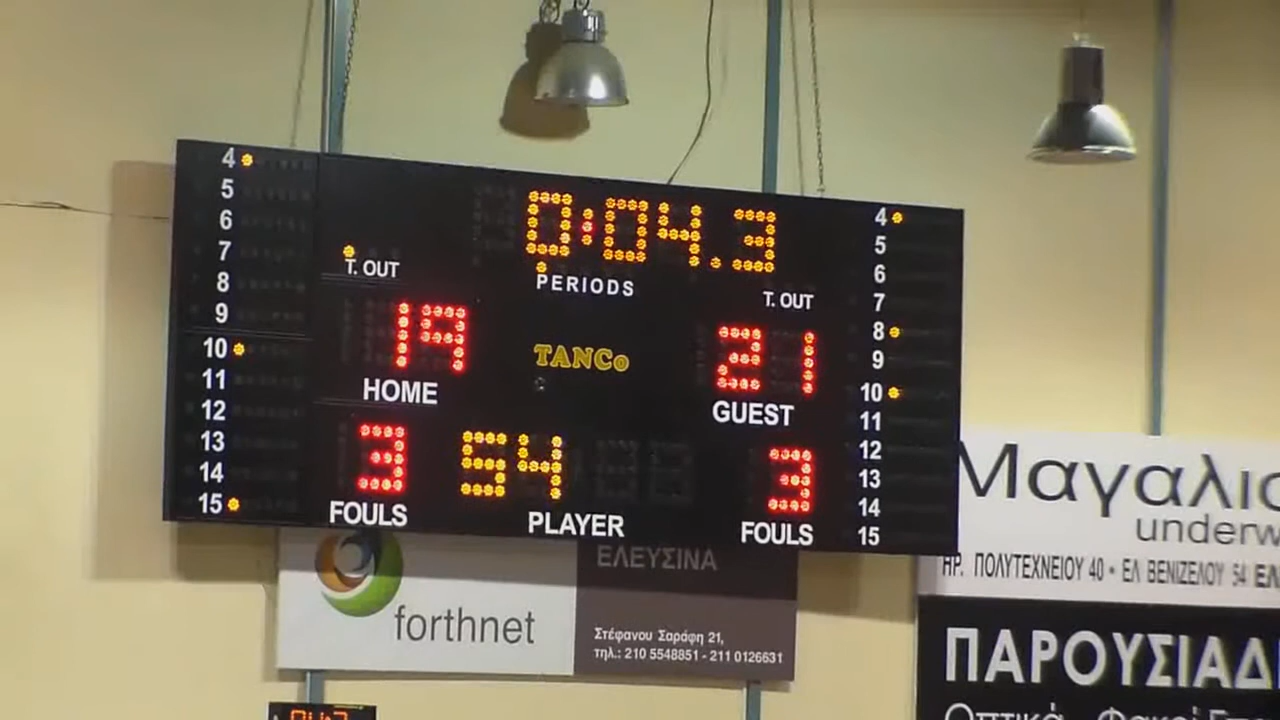 0:04.3
T. OUT
PERIODS
T. OUT
19
TANCo
21
HOME
GUEST
3
54
3
FOULS
PLAYER
FOULS
4
5
6
7
8
9
10
11
12
13
14
15
4
5
6
7
8
9
10
11
12
13
14
15
forthnet
ΕΛΕΥΣΙΝΑ
Στέφανου Σαράφη 21,
τηλ.: 210 5548851 - 211 0126631
Μαγαλιο
underw
ΗΡ. ΠΟΛΥΤΕΧΝΕΙΟΥ 40 • ΕΛ ΒΕΝΙΖΕΛΟΥ 54 ΕΛ
ΠΑΡΟΥΣΙΑΔ
Οπτικά